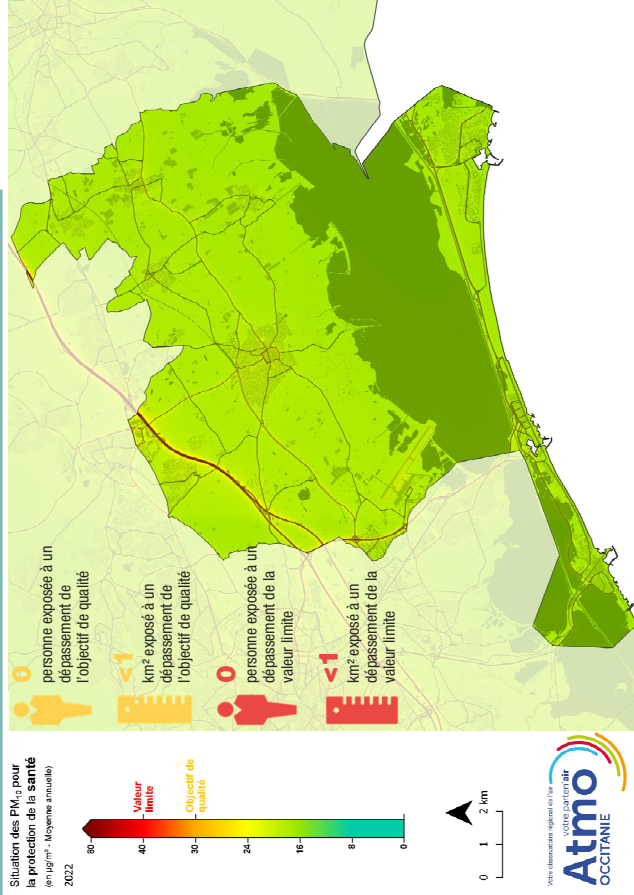 Situation des PM10 pour
la protection de la santé
(en µg/m³ - Moyenne annuelle)
2022
80
40
30
24
16
8
0
Valeur
limite
Objectif de
qualité
0
personne exposée à un
dépassement de
l'objectif de qualité
<1
km² exposé à un
dépassement de
l'objectif de qualité
0
personne exposée à un
dépassement de la
valeur limite
<1
km² exposé à un
dépassement de la
valeur limite
0 1 2 km
Votre observatoire régional de l'air
votre parten'air
Atmo
OCCITANIE